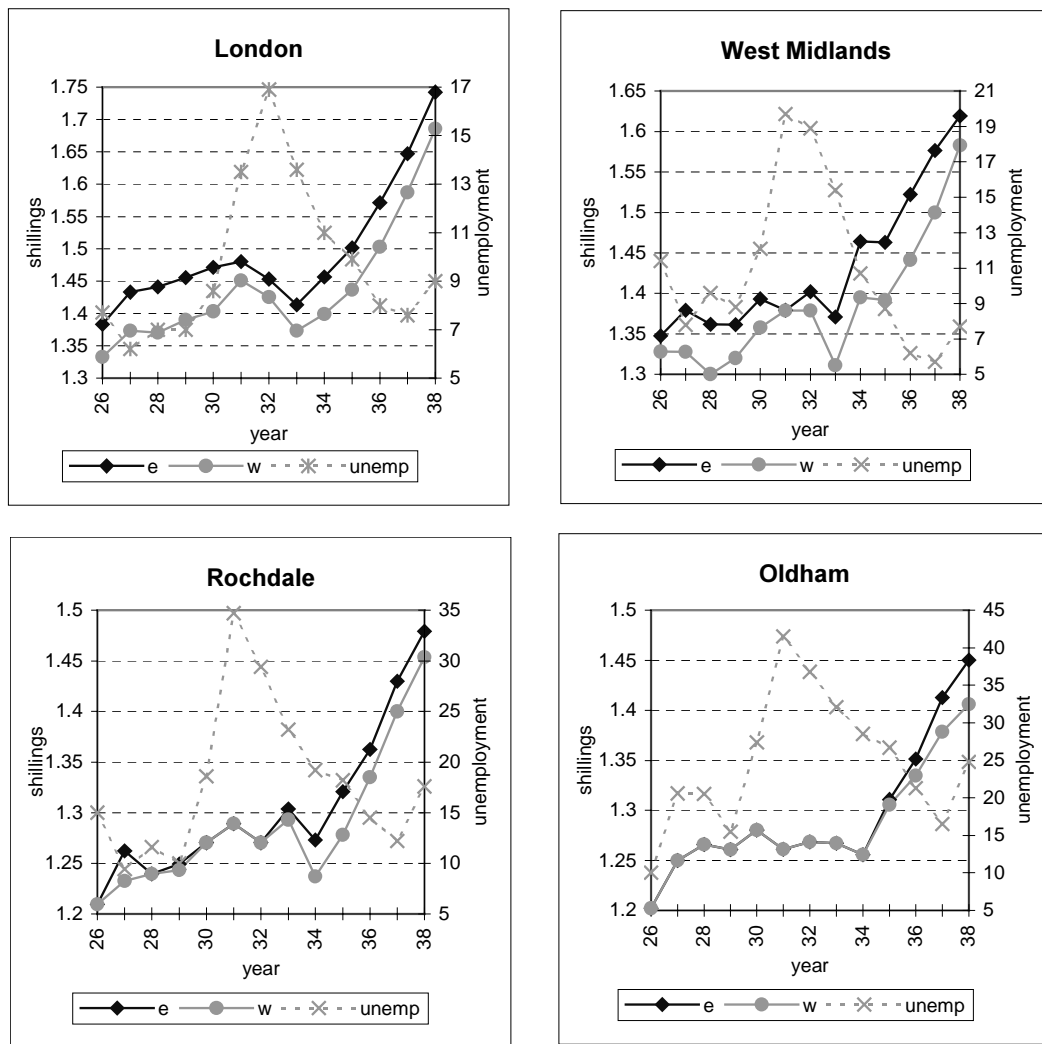 London
1.75
1.7
1.65
1.6
1.55
1.5
1.45
1.4
1.35
1.3
shillings
17
15
13
11
9
7
5
unemployment
26 28 30 32 34 36 38
year
e w unemp
West Midlands
1.65
1.6
1.55
1.5
1.45
1.4
1.35
1.3
shillings
21
19
17
15
13
11
9
7
5
unemployment
26 28 30 32 34 36 38
year
e w unemp
Rochdale
1.5
1.45
1.4
1.35
1.3
1.25
1.2
shillings
35
30
25
20
15
10
5
unemployment
26 28 30 32 34 36 38
year
e w unemp
Oldham
1.5
1.45
1.4
1.35
1.3
1.25
1.2
shillings
45
40
35
30
25
20
15
10
5
unemployment
26 28 30 32 34 36 38
year
e w unemp